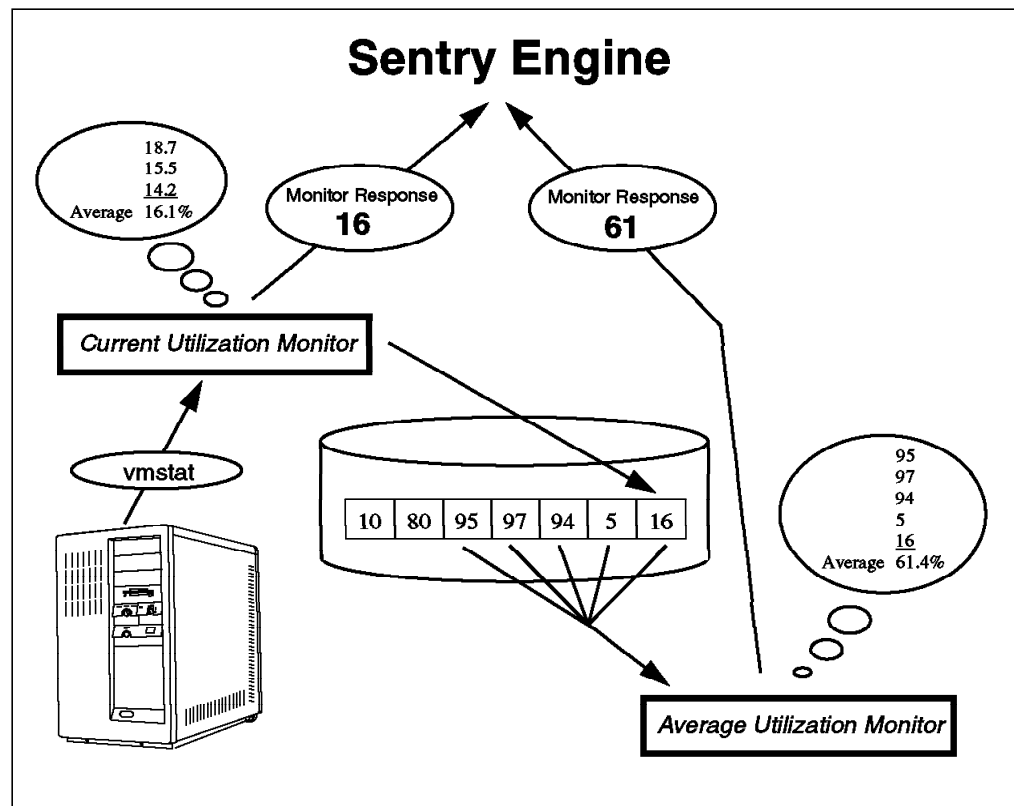 Sentry Engine
18.7
15.5
14.2
Average 16.1%
Monitor Response
16
Monitor Response
61
Current Utilization Monitor
vmstat
10 80 95 97 94 5 16
95
97
94
5
16
Average 61.4%
Average Utilization Monitor